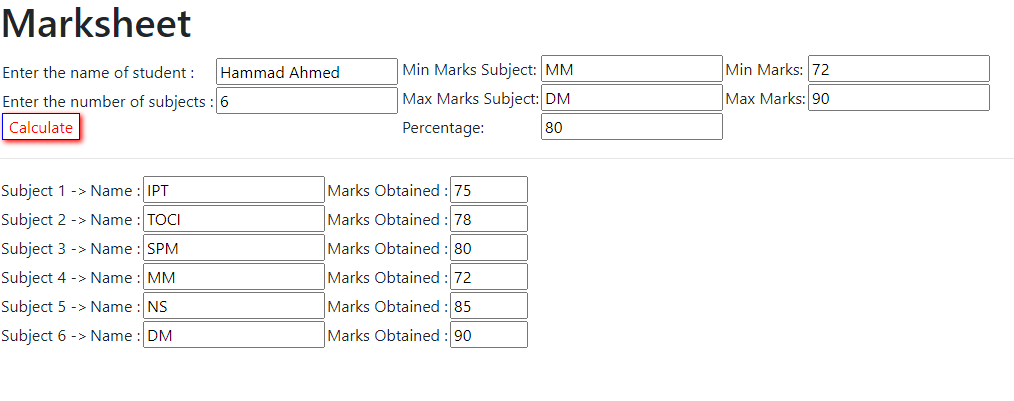 Marksheet
Enter the name of student : Hammad Ahmed Min Marks Subject: MM Min Marks: 72
Enter the number of subjects : 6 Max Marks Subject: DM Max Marks: 90
Calculate Percentage: 80
Subject 1 -> Name : IPT Marks Obtained : 75
Subject 2 -> Name : TOCI Marks Obtained : 78
Subject 3 -> Name : SPM Marks Obtained : 80
Subject 4 -> Name : MM Marks Obtained : 72
Subject 5 -> Name : NS Marks Obtained : 85
Subject 6 -> Name : DM Marks Obtained : 90